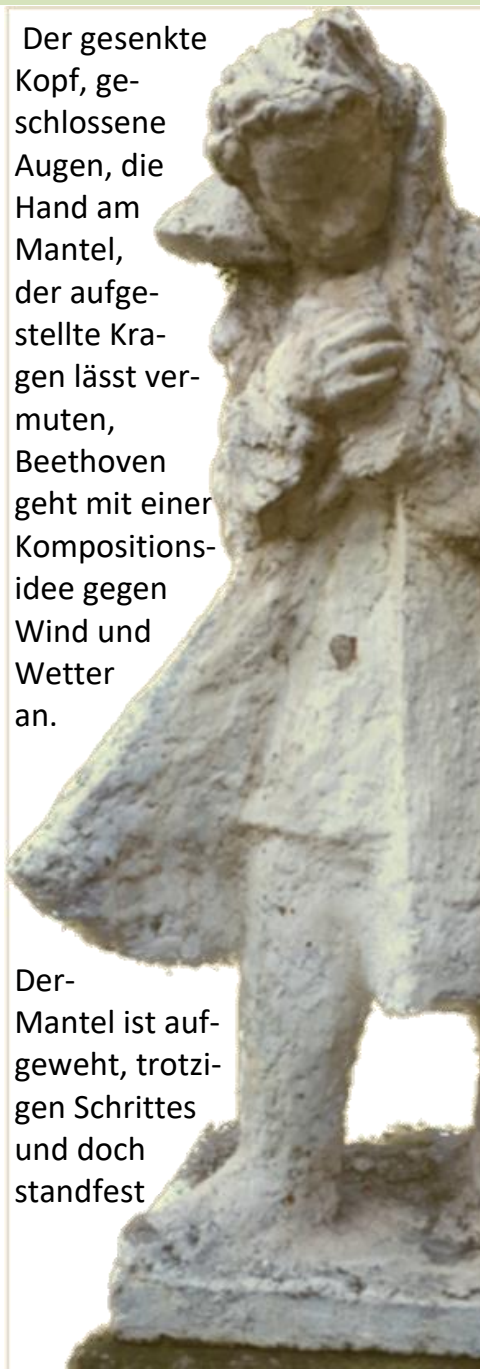 Der gesenkte
Kopf, ge-
schlossene
Augen, die
Hand am
Mantel,
der aufge-
stellte Kra-
gen lässt ver-
muten,
Beethoven
geht mit einer
Kompositions-
idee gegen
Wind und
Wetter
an.
Der-
Mantel ist auf-
geweht, trotzi-
gen Schrittes
und doch
standfest